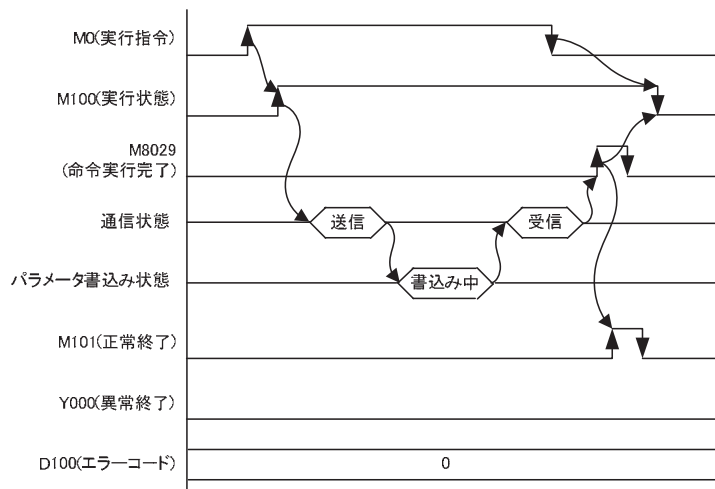 M0(実行指令)
M100(実行状態)
M8029
(命令実行完了)
通信状態
送信
受信
パラメータ書込み状態
書込み中
M101(正常終了)
Y000(異常終了)
D100(エラーコード)
0